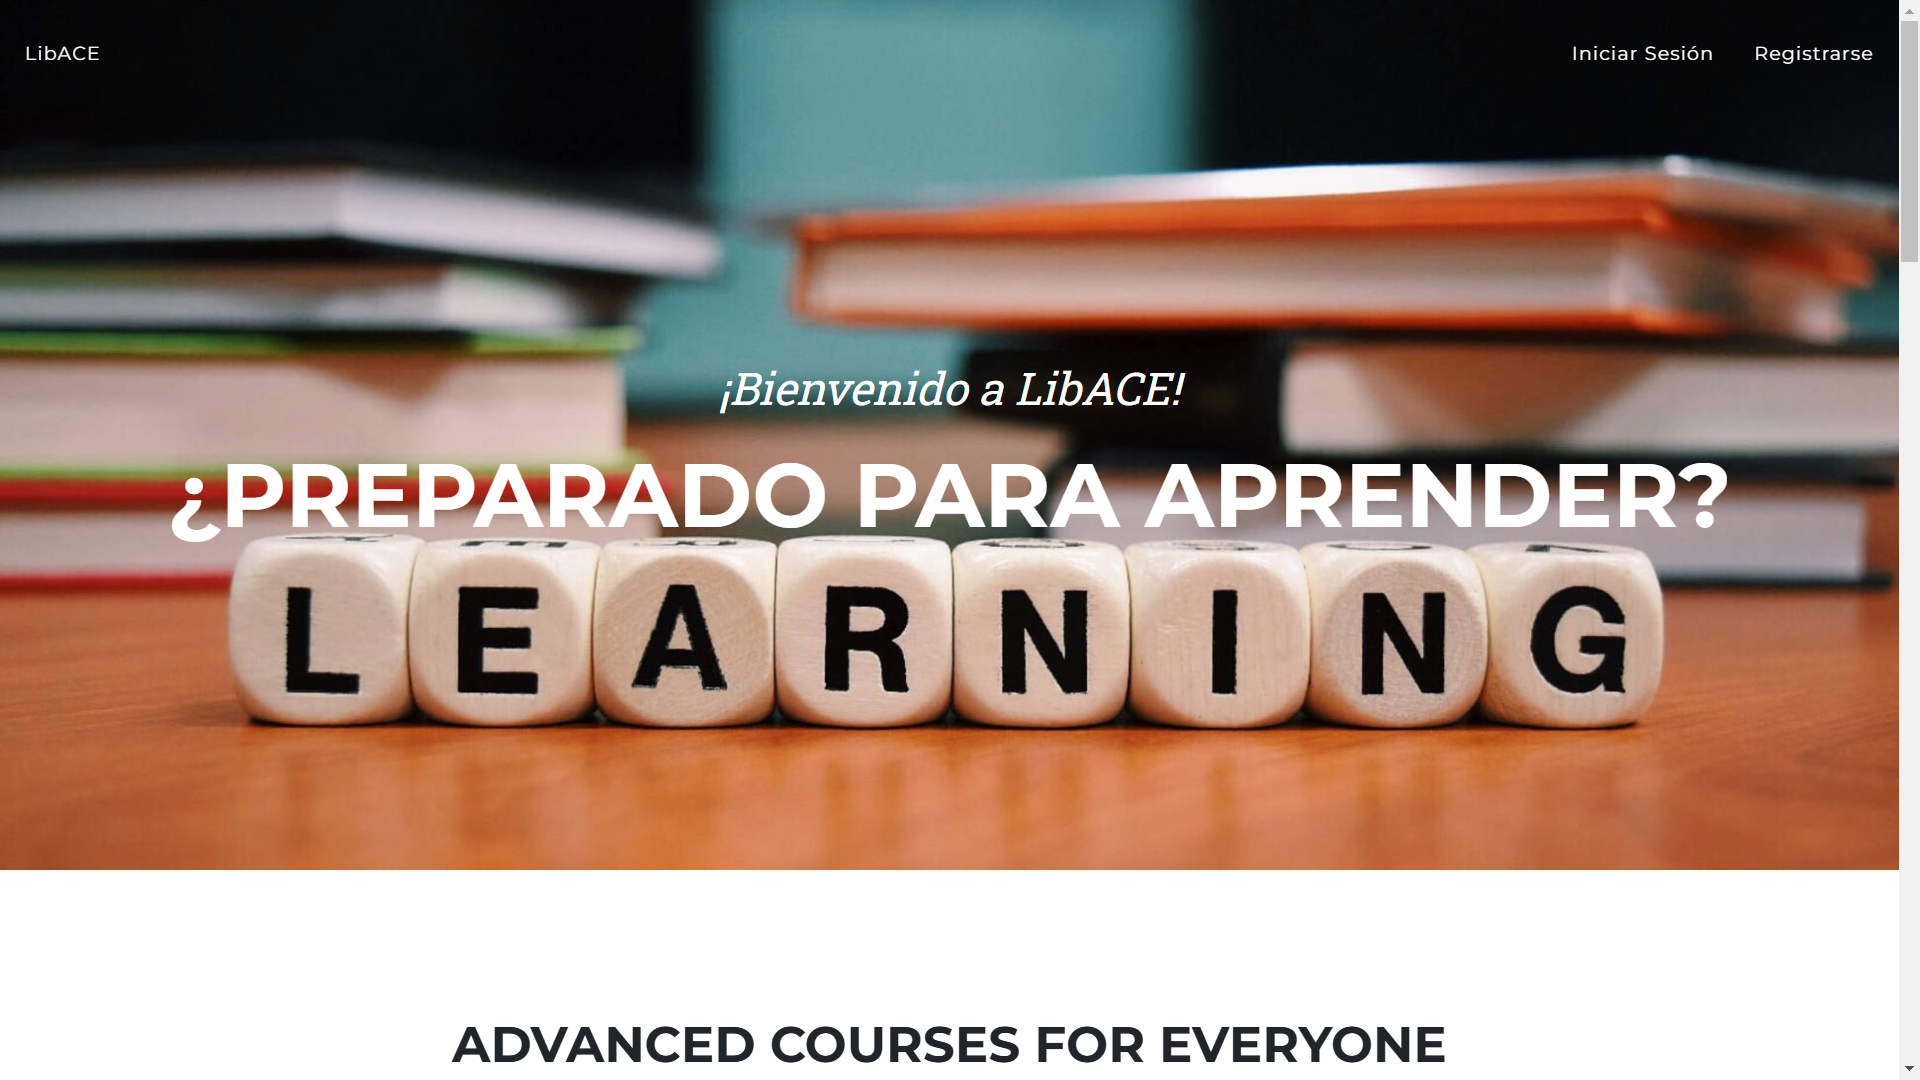 LibACE
Iniciar Sesión
Registrarse
¡Bienvenido a LibACE!
¿PREPARADO PARA APRENDER?
LEARNING
ADVANCED COURSES FOR EVERYONE